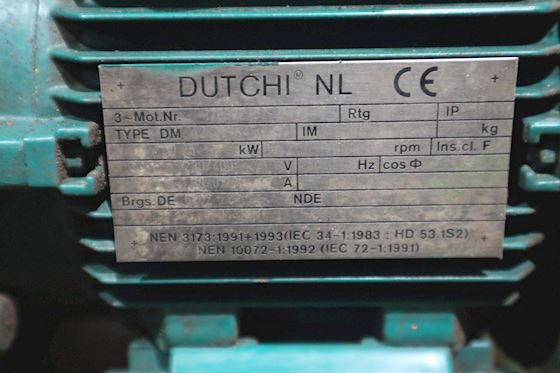 DUTCHI® NL CE
3~Mot.Nr. Rtg IP
TYPE DM IM kg
kW rpm Ins.cl. F
V Hz cos Φ
A
Brgs.DE NDE
NEN 3173:1991+1993(IEC 34-1:1983 : HD 53.1S2)
NEN 10072-1:1992 (IEC 72-1:1991)